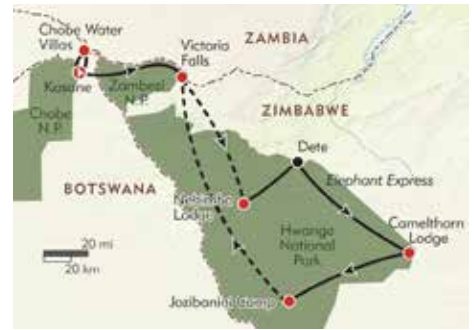 Chobe Water
Villas
Victoria
Falls
ZAMBIA
Kasane
Zambezi
N.P.
Chobe
N.P.
ZIMBABWE
Dete
Elephant Express
BOTSWANA
Lodge
Camelthorn
Lodge
Hwange
National
Park
20 mi
20 km
Jozibanini Camp